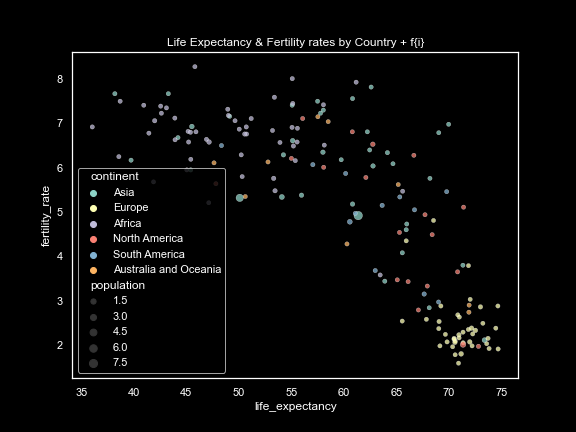 Life Expectancy & Fertility rates by Country + f{i}
8
7
6
5
4
3
2
fertility_rate
continent
Asia
Europe
Africa
North America
South America
Australia and Oceania
population
1.5
3.0
4.5
6.0
7.5
35 40 45 50 55 60 65 70 75
life_expectancy